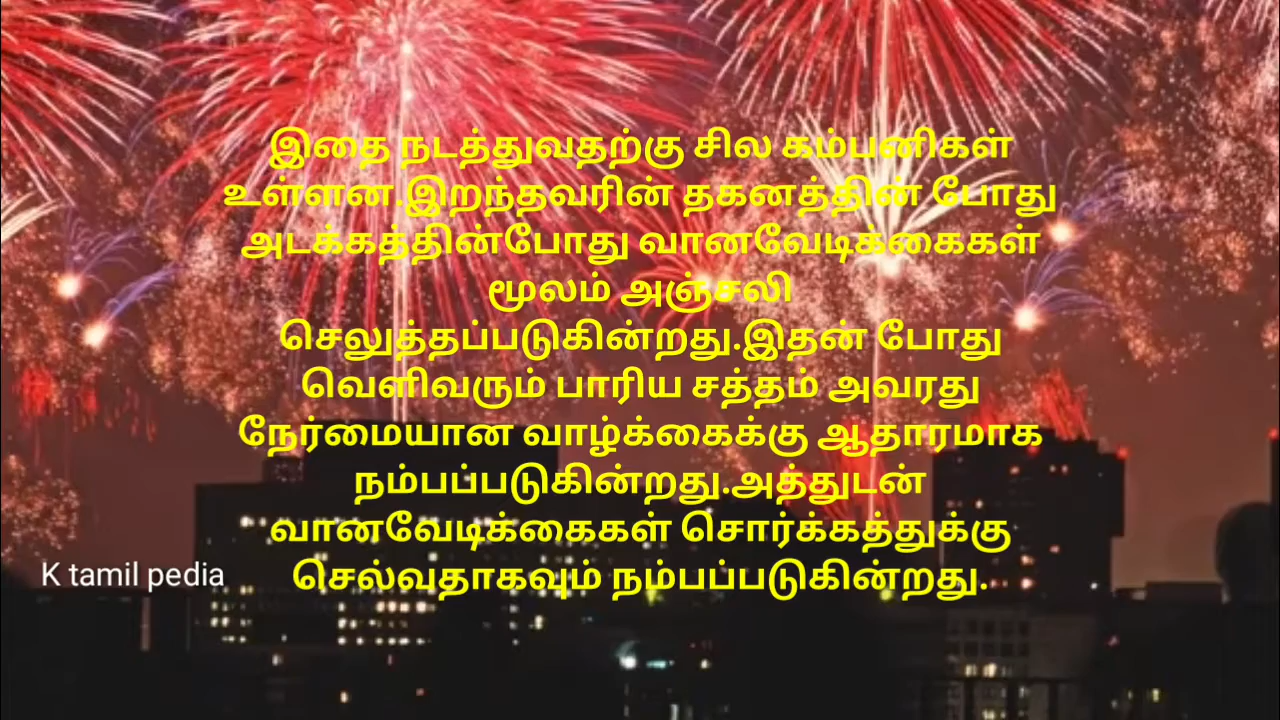 இதை நடத்துவதற்கு சில கம்பனிகள்
உள்ளன.இறந்தவரின் தகனத்தின் போது
அடக்கத்தின்போது வானவேடிக்கைகள்
மூலம் அஞ்சலி
செலுத்தப்படுகின்றது.இதன் போது
வெளிவரும் பாரிய சத்தம் அவரது
நேர்மையான வாழ்க்கைக்கு ஆதாரமாக
நம்பப்படுகின்றது.அத்துடன்
வானவேடிக்கைகள் சொர்க்கத்துக்கு
செல்வதாகவும் நம்பப்படுகின்றது.
K tamil pedia